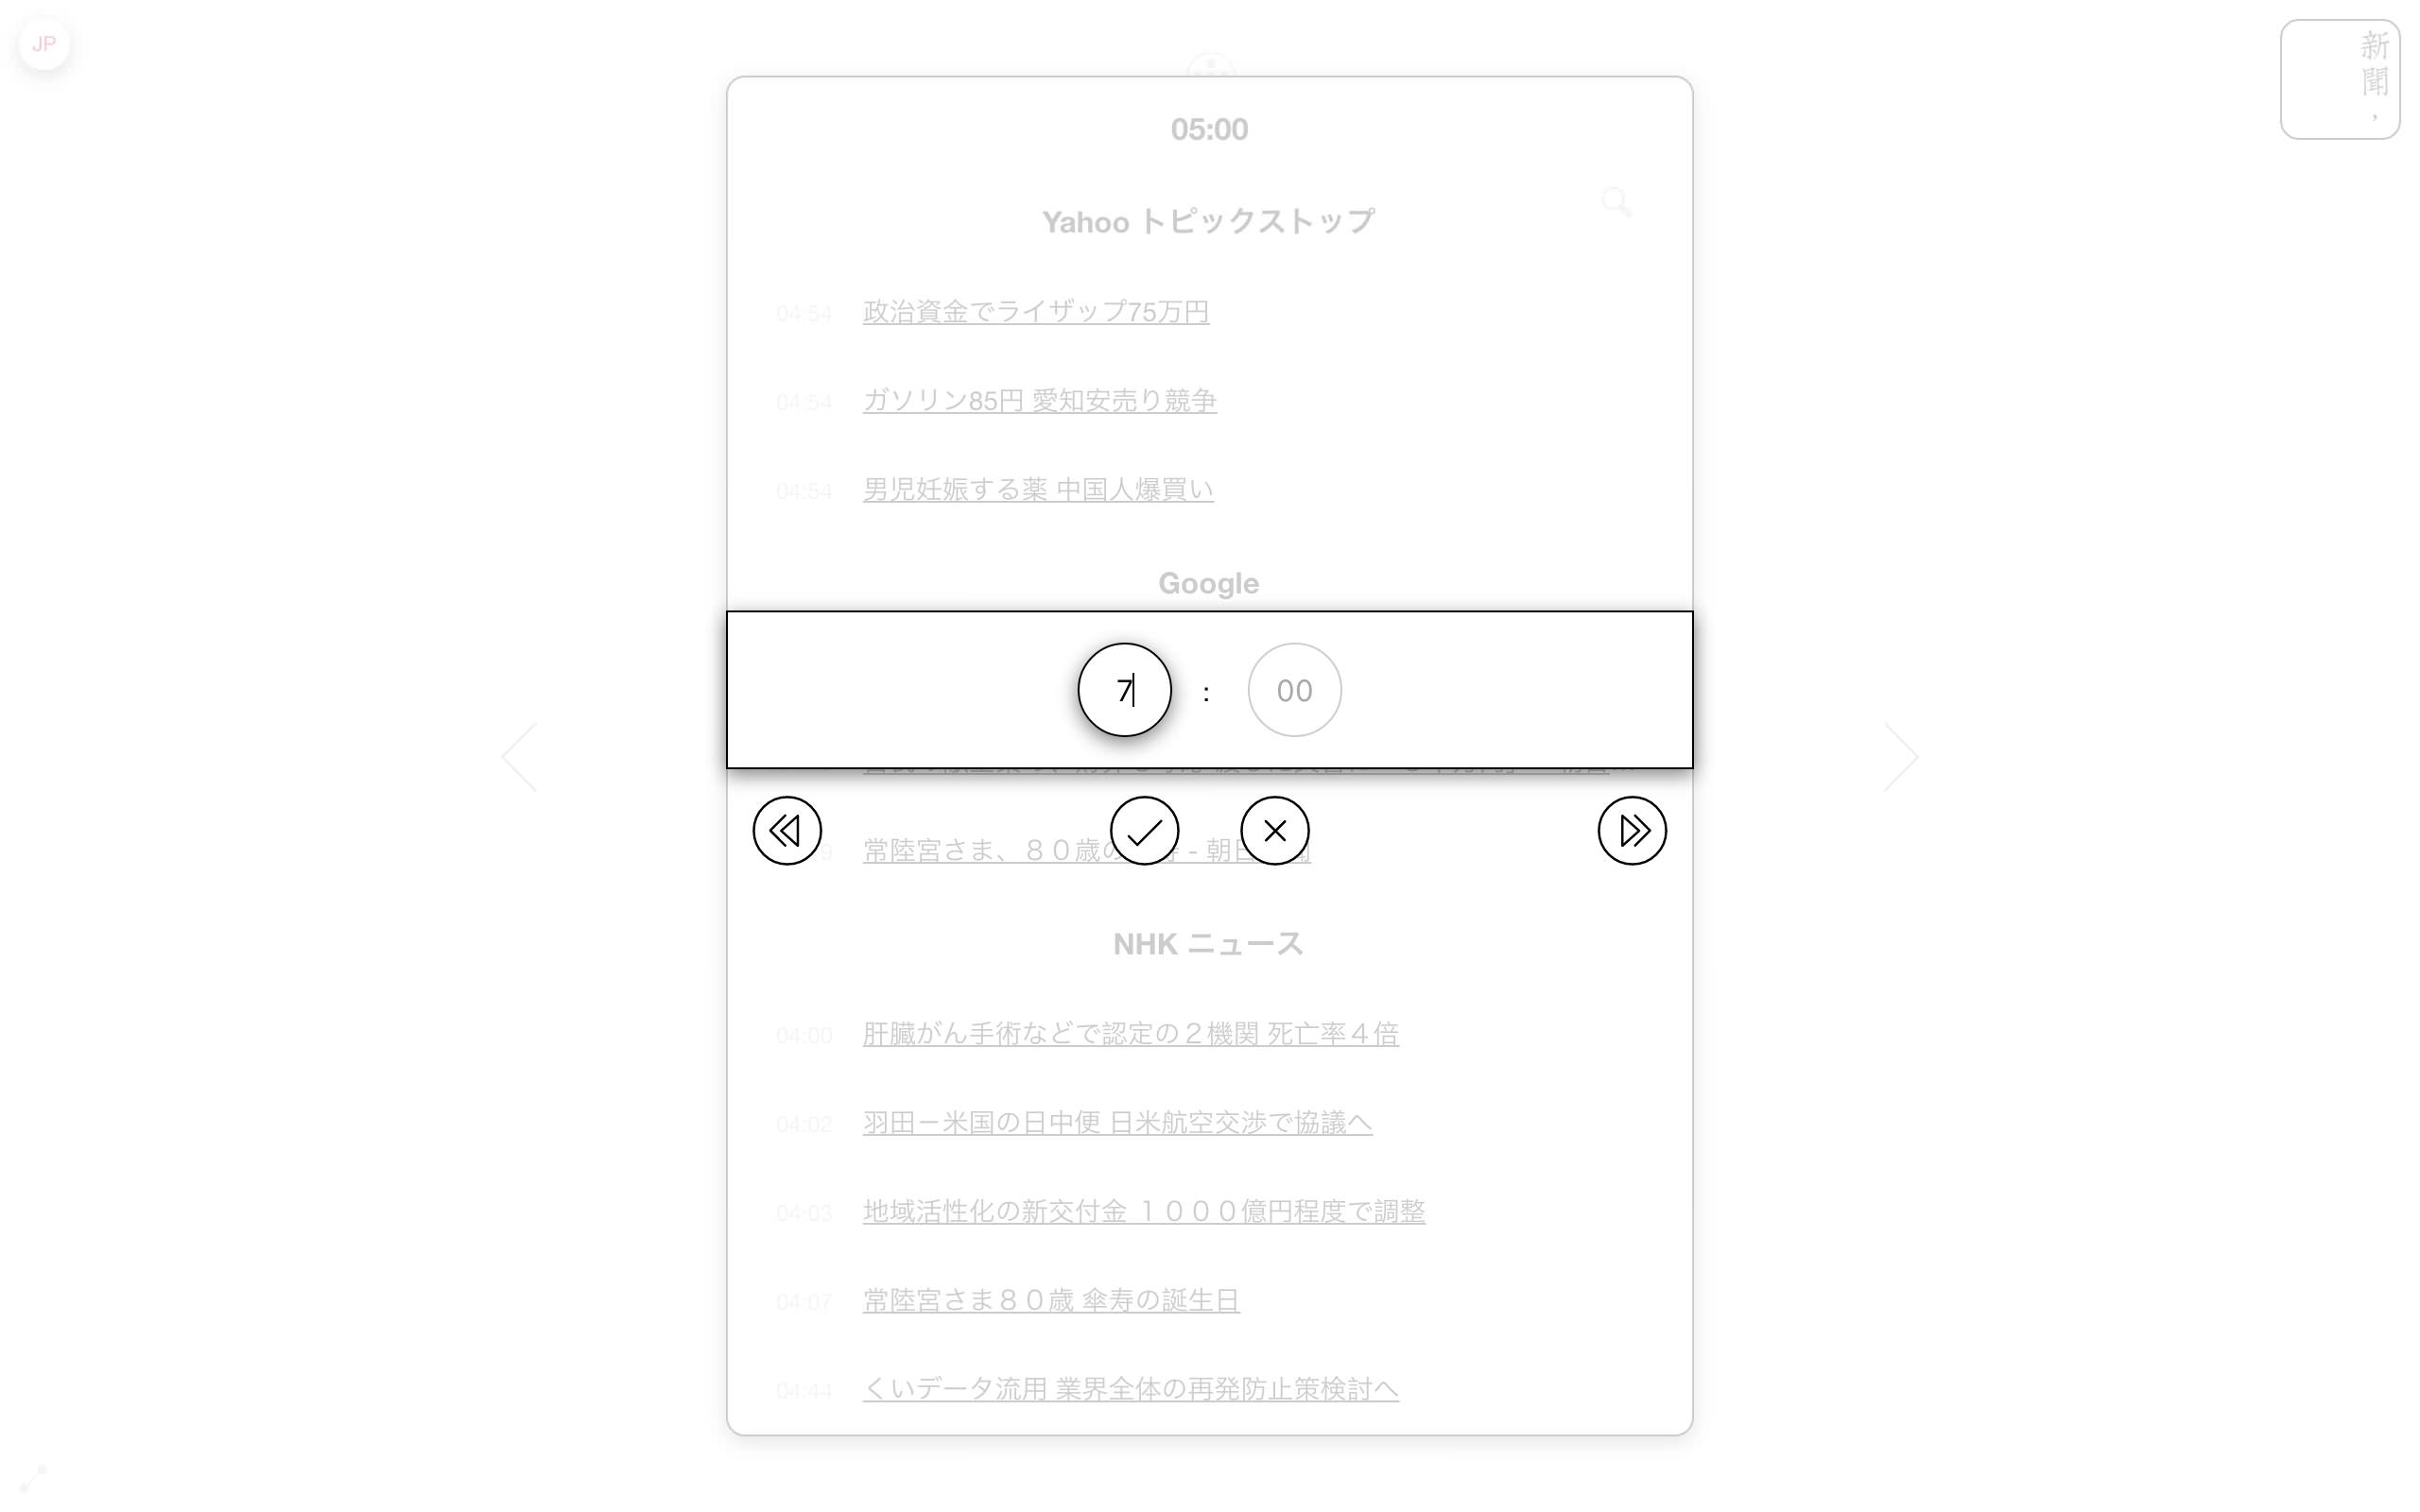 JP
新聞,
05:00
Yahoo トピックストップ
04:54 政治資金でライザップ75万円
04:54 ガソリン85円 愛知安売り競争
04:54 男児妊娠する薬 中国人爆買い
Google
7 : 00
常陸宮さま、８０歳の - 朝日
NHK ニュース
04:00 肝臓がん手術などで認定の２機関 死亡率４倍
04:02 羽田－米国の日中便 日米航空交渉で協議へ
04:03 地域活性化の新交付金 １０００億円程度で調整
04:07 常陸宮さま８０歳 傘寿の誕生日
04:44 くいデータ流用 業界全体の再発防止策検討へ